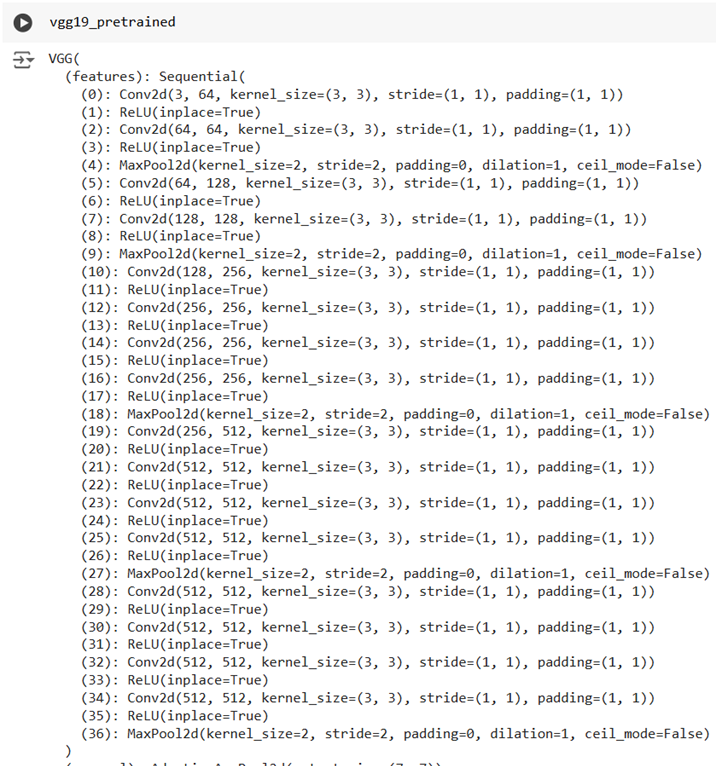 vgg19_pretrained
VGG(
(features): Sequential(
(0): Conv2d(3, 64, kernel_size=(3, 3), stride=(1, 1), padding=(1, 1))
(1): ReLU(inplace=True)
(2): Conv2d(64, 64, kernel_size=(3, 3), stride=(1, 1), padding=(1, 1))
(3): ReLU(inplace=True)
(4): MaxPool2d(kernel_size=2, stride=2, padding=0, dilation=1, ceil_mode=False)
(5): Conv2d(64, 128, kernel_size=(3, 3), stride=(1, 1), padding=(1, 1))
(6): ReLU(inplace=True)
(7): Conv2d(128, 128, kernel_size=(3, 3), stride=(1, 1), padding=(1, 1))
(8): ReLU(inplace=True)
(9): MaxPool2d(kernel_size=2, stride=2, padding=0, dilation=1, ceil_mode=False)
(10): Conv2d(128, 256, kernel_size=(3, 3), stride=(1, 1), padding=(1, 1))
(11): ReLU(inplace=True)
(12): Conv2d(256, 256, kernel_size=(3, 3), stride=(1, 1), padding=(1, 1))
(13): ReLU(inplace=True)
(14): Conv2d(256, 256, kernel_size=(3, 3), stride=(1, 1), padding=(1, 1))
(15): ReLU(inplace=True)
(16): Conv2d(256, 256, kernel_size=(3, 3), stride=(1, 1), padding=(1, 1))
(17): ReLU(inplace=True)
(18): MaxPool2d(kernel_size=2, stride=2, padding=0, dilation=1, ceil_mode=False)
(19): Conv2d(256, 512, kernel_size=(3, 3), stride=(1, 1), padding=(1, 1))
(20): ReLU(inplace=True)
(21): Conv2d(512, 512, kernel_size=(3, 3), stride=(1, 1), padding=(1, 1))
(22): ReLU(inplace=True)
(23): Conv2d(512, 512, kernel_size=(3, 3), stride=(1, 1), padding=(1, 1))
(24): ReLU(inplace=True)
(25): Conv2d(512, 512, kernel_size=(3, 3), stride=(1, 1), padding=(1, 1))
(26): ReLU(inplace=True)
(27): MaxPool2d(kernel_size=2, stride=2, padding=0, dilation=1, ceil_mode=False)
(28): Conv2d(512, 512, kernel_size=(3, 3), stride=(1, 1), padding=(1, 1))
(29): ReLU(inplace=True)
(30): Conv2d(512, 512, kernel_size=(3, 3), stride=(1, 1), padding=(1, 1))
(31): ReLU(inplace=True)
(32): Conv2d(512, 512, kernel_size=(3, 3), stride=(1, 1), padding=(1, 1))
(33): ReLU(inplace=True)
(34): Conv2d(512, 512, kernel_size=(3, 3), stride=(1, 1), padding=(1, 1))
(35): ReLU(inplace=True)
(36): MaxPool2d(kernel_size=2, stride=2, padding=0, dilation=1, ceil_mode=False)
)